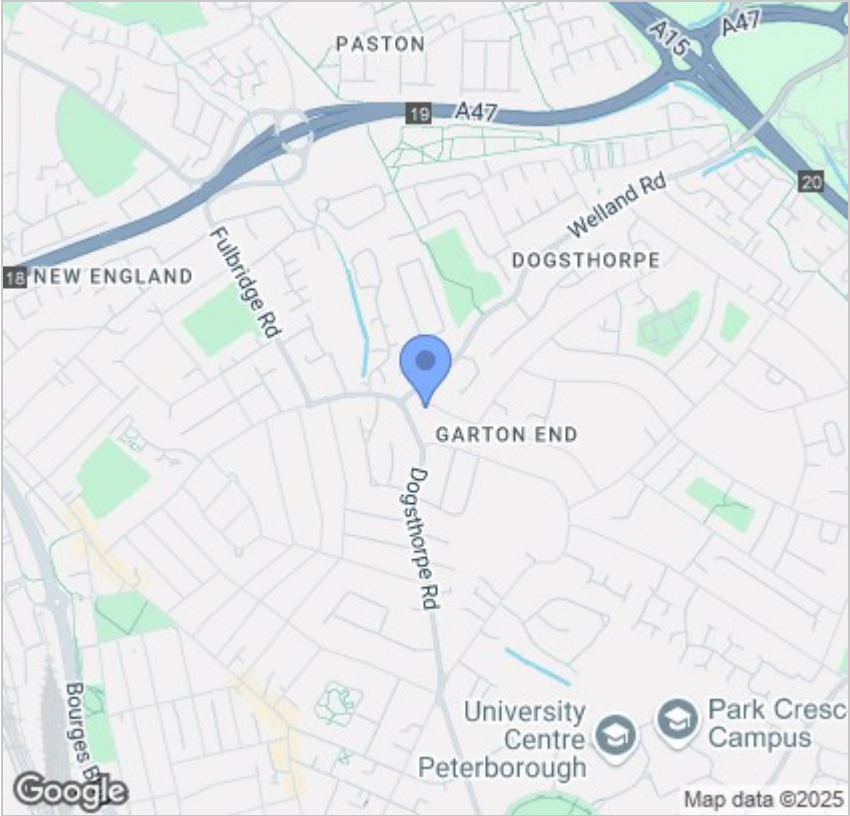 PASTON
A15
A47
19
A47
20
Welland Rd
DOGSTHORPE
Fulbridge Rd
18
NEW ENGLAND
GARTON END
Dogsthorpe Rd
Bourges B
University
Centre
Peterborough
Park Cresc
Campus
Google
Map data ©2025